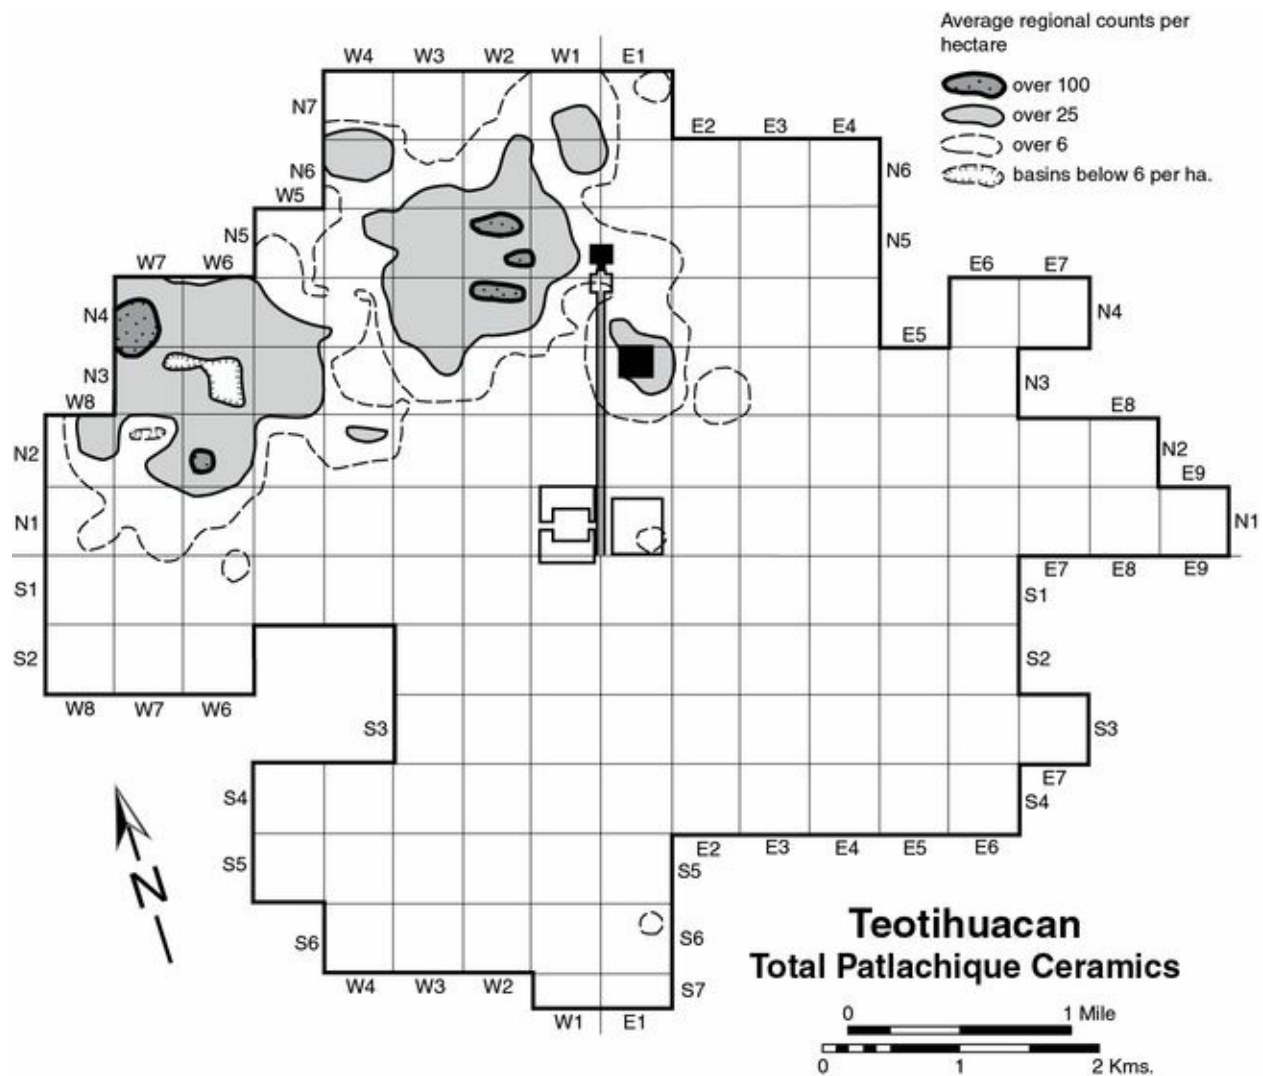 Average regional counts per
hectare
over 100
over 25
over 6
basins below 6 per ha.
W4 W3 W2 W1 E1
N7
E2 E3 E4
N6 N6
W5
N5 N5
W7 W6 E6 E7
N4 N4
E5
N3 N3
W8 E8
N2 N2
E9
N1 N1
E7 E8 E9
S1 S1
S2 S2
W8 W7 W6
S3 S3
E7
S4 S4
E2 E3 E4 E5 E6
S5 S5
S6 S6
W4 W3 W2 S7
W1 E1
N
Teotihuacan
Total Patlachique Ceramics
0 1 Mile
0 1 2 Kms.